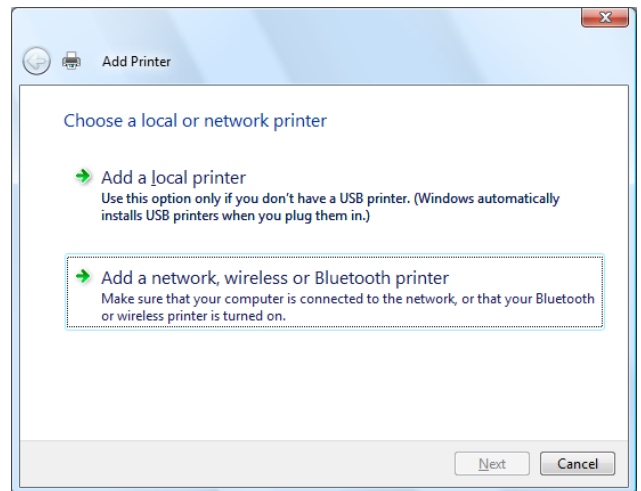 Add Printer
Choose a local or network printer
Add a local printer
Use this option only if you don't have a USB printer. (Windows automatically
installs USB printers when you plug them in.)
Add a network, wireless or Bluetooth printer
Make sure that your computer is connected to the network, or that your Bluetooth
or wireless printer is turned on.
Next Cancel